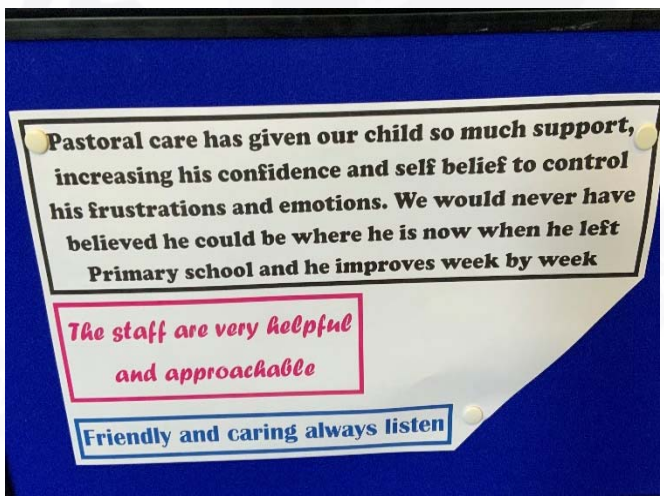 Pastoral care has given our child so much support,
increasing his confidence and self belief to control
his frustrations and emotions. We would never have
believed he could be where he is now when he left
Primary school and he improves week by week
The staff are very helpful
and approachable
Friendly and caring always listen